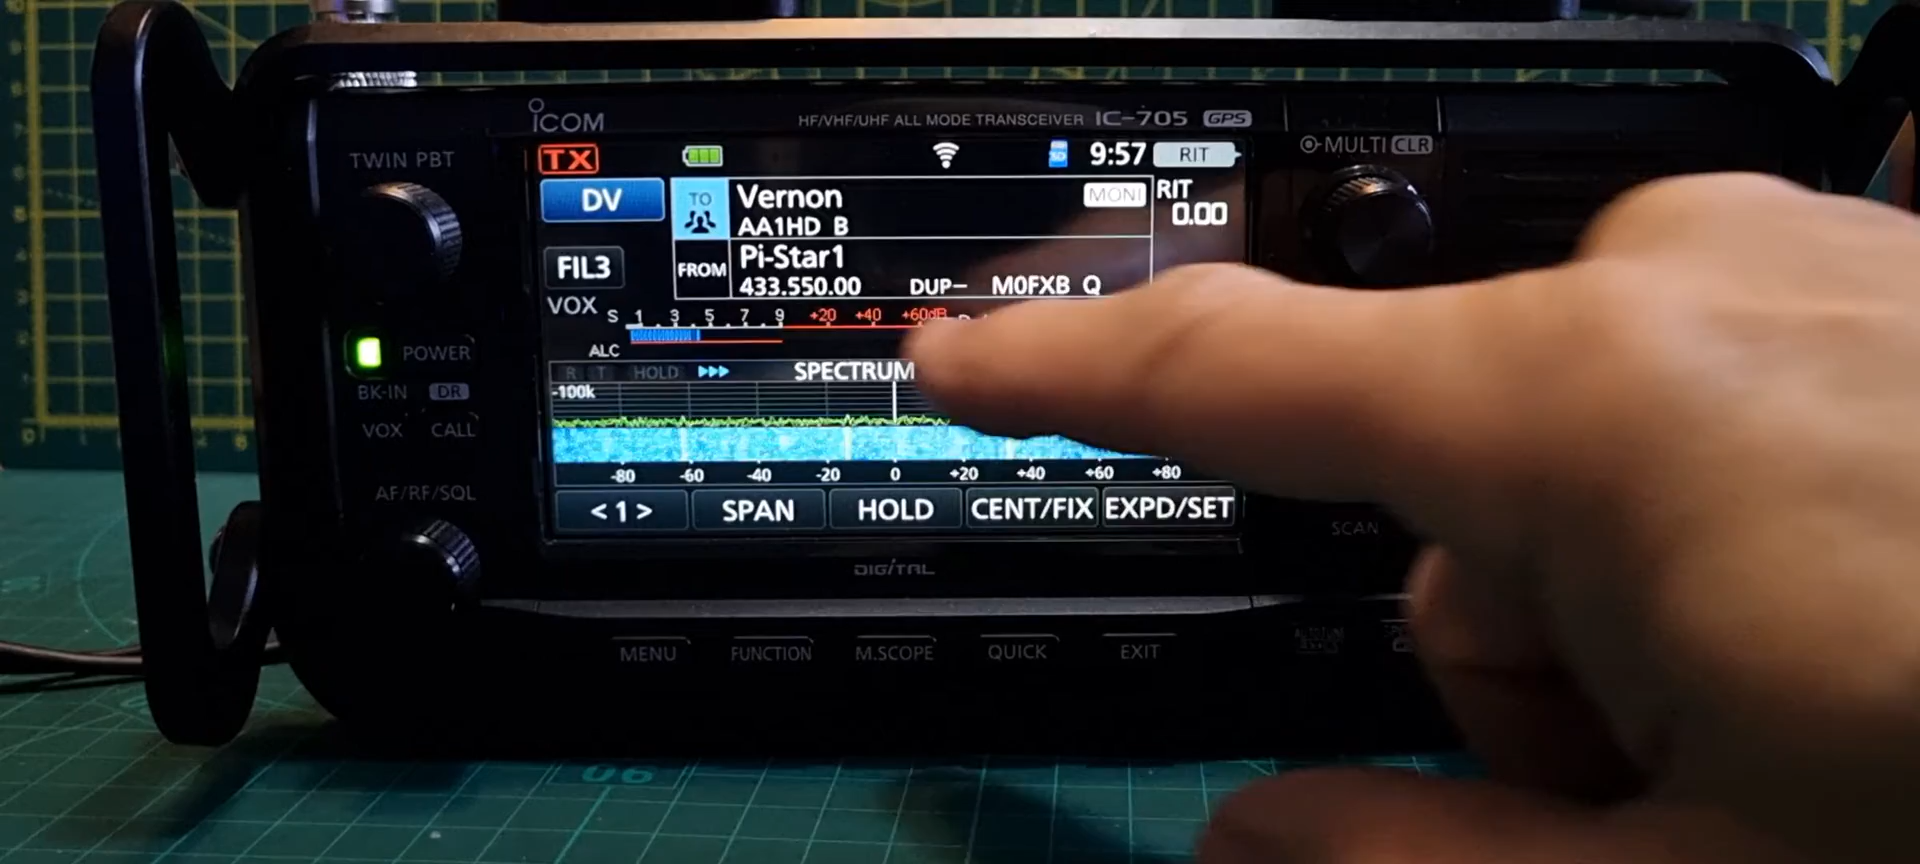 ICOM
HF/VHF/UHF ALL MODE TRANSCEIVER IC-705 GPS
TWIN PBT
MULTI CLR
TX
9:57
RIT
DV
TO
Vernon
MONI
AA1HD B
RIT
0.00
FIL3
FROM
Pi-Star1
433.550.00 DUP- M0FXB Q
VOX
S 1 3 5 7 9 +20 +40 +60dB
ALC
POWER
R T HOLD SPECTRUM
-100k
BK-IN DR
VOX CALL
-80 -60 -40 -20 0 +20 +40 +60 +80
AF/RF/SQL
<1> SPAN HOLD CENT/FIX EXPD/SET
SCAN
DIGITAL
MENU FUNCTION M.SCOPE QUICK EXIT